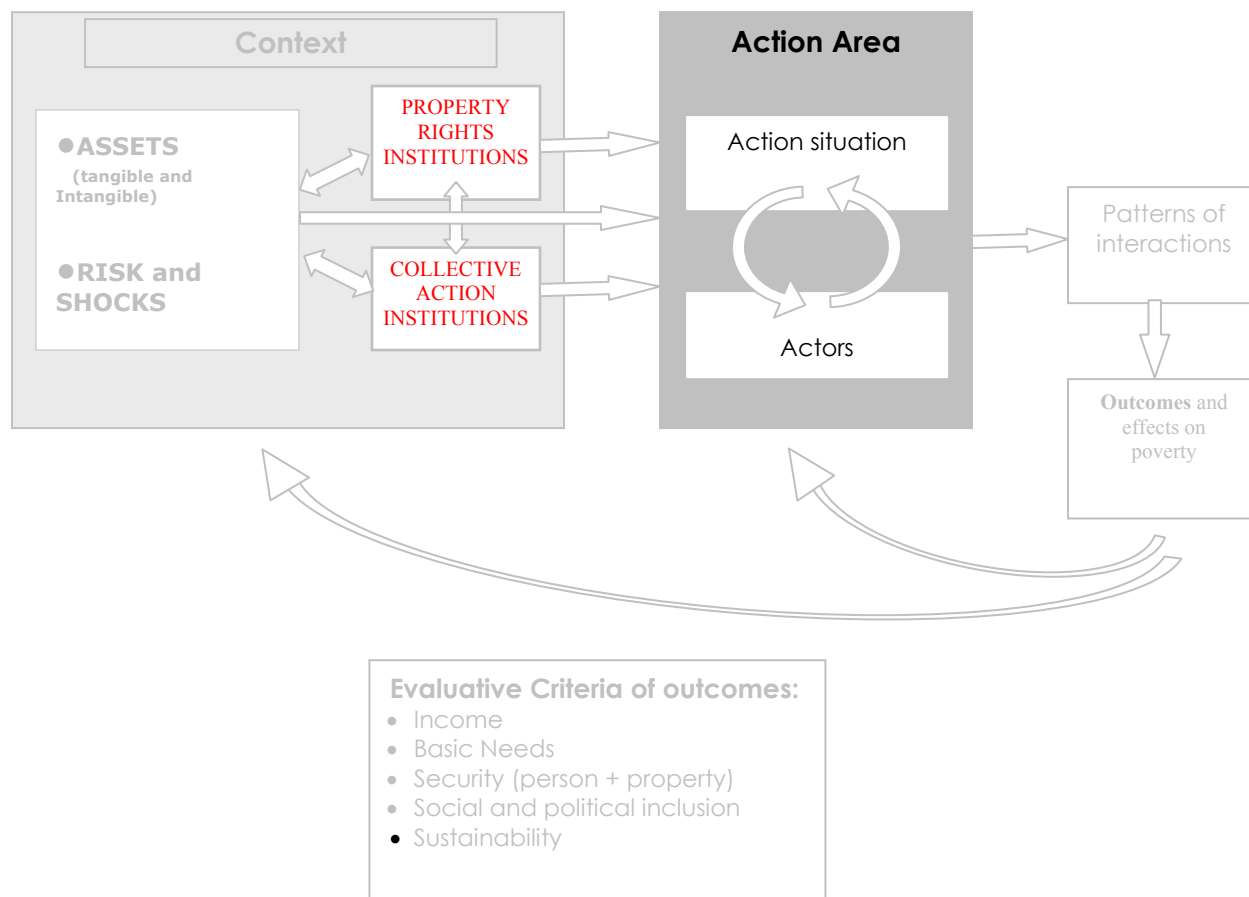 Context
●ASSETS
(tangible and
Intangible)
●RISK and
SHOCKS
PROPERTY
RIGHTS
INSTITUTIONS
COLLECTIVE
ACTION
INSTITUTIONS
Action Area
Action situation
Actors
Patterns of
interactions
Outcomes and
effects on
poverty
Evaluative Criteria of outcomes:
• Income
• Basic Needs
• Security (person + property)
• Social and political inclusion
• Sustainability